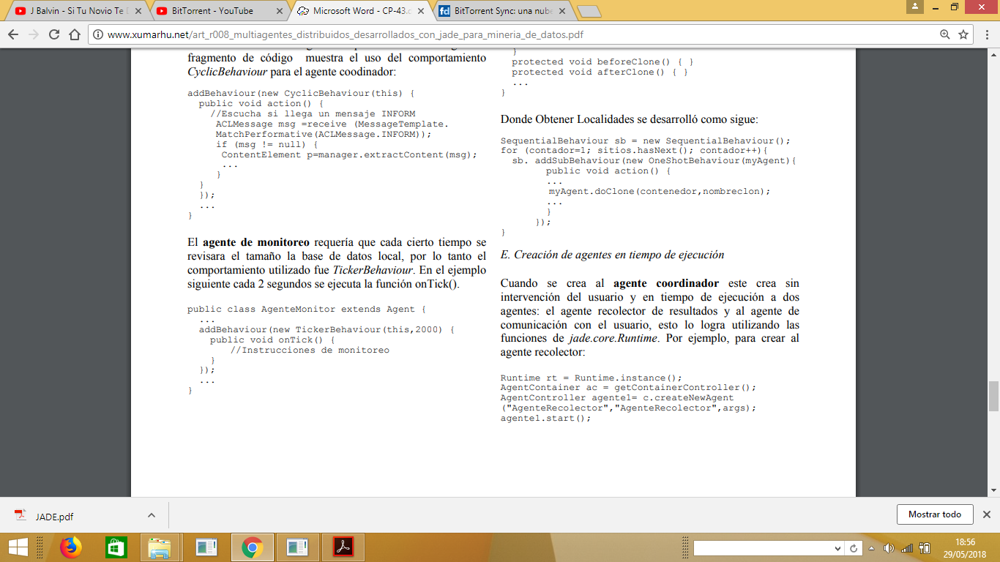 J Balvin - Si Tu Novio Te D
BitTorrent - YouTube
Microsoft Word - CP-43.d
BitTorrent Sync: una nube
www.xumarhu.net/art_r008_multiagentes_distribuidos_desarrollados_con_jade_para_mineria_de_datos.pdf
fragmento de código muestra el uso del comportamiento
CyclicBehaviour para el agente coodinador:
addBehaviour(new CyclicBehaviour(this) {
public void action() {
//Escucha si llega un mensaje INFORM
ACLMessage msg =receive (MessageTemplate.
MatchPerformative(ACLMessage.INFORM));
if (msg != null) {
ContentElement p=manager.extractContent(msg);
...
}
}
});
...
}
El agente de monitoreo requería que cada cierto tiempo se
revisara el tamaño la base de datos local, por lo tanto el
comportamiento utilizado fue TickerBehaviour. En el ejemplo
siguiente cada 2 segundos se ejecuta la función onTick().
public class AgenteMonitor extends Agent {
...
addBehaviour(new TickerBehaviour(this,2000) {
public void onTick() {
//Instrucciones de monitoreo
}
});
...
}
}
protected void beforeClone() { }
protected void afterClone() { }
...
}
Donde Obtener Localidades se desarrolló como sigue:
SequentialBehaviour sb = new SequentialBehaviour();
for (contador=1; sitios.hasNext(); contador++){
sb. addSubBehaviour(new OneShotBehaviour(myAgent){
public void action() {
...
myAgent.doClone(contenedor,nombreclon);
...
}
});
}
E. Creación de agentes en tiempo de ejecución
Cuando se crea al agente coordinador este crea sin
intervención del usuario y en tiempo de ejecución a dos
agentes: el agente recolector de resultados y al agente de
comunicación con el usuario, esto lo logra utilizando las
funciones de jade.core.Runtime. Por ejemplo, para crear al
agente recolector:
Runtime rt = Runtime.instance();
AgentContainer ac = getContainerController();
AgentController agente1= c.createNewAgent
("AgenteRecolector","AgenteRecolector",args);
agente1.start();
JADE.pdf
Mostrar todo
18:56
29/05/2018